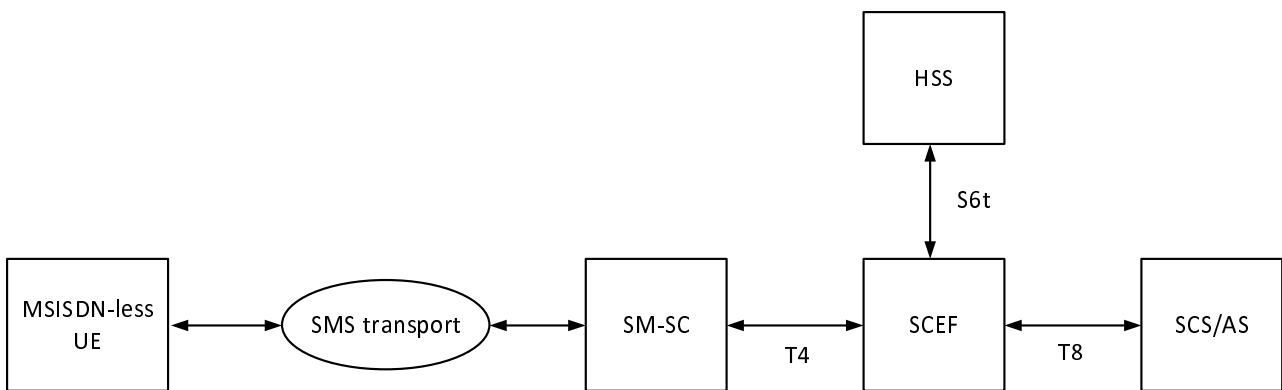 HSS
S6t
MSISDN-less
UE
SMS transport
SM-SC
T4
SCEF
T8
SCS/AS